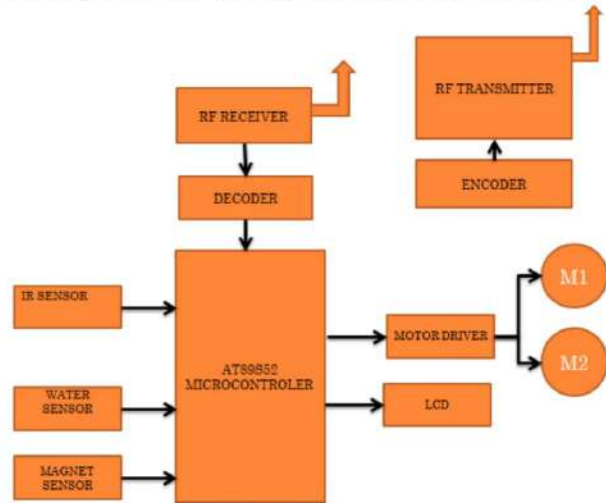 RF RECEIVER
RF TRANSMITTER
DECODER
ENCODER
IR SENSOR
M1
MOTOR DRIVER
AT89S52
MICROCONTROLER
M2
WATER
SENSOR
LCD
MAGNET
SENSOR